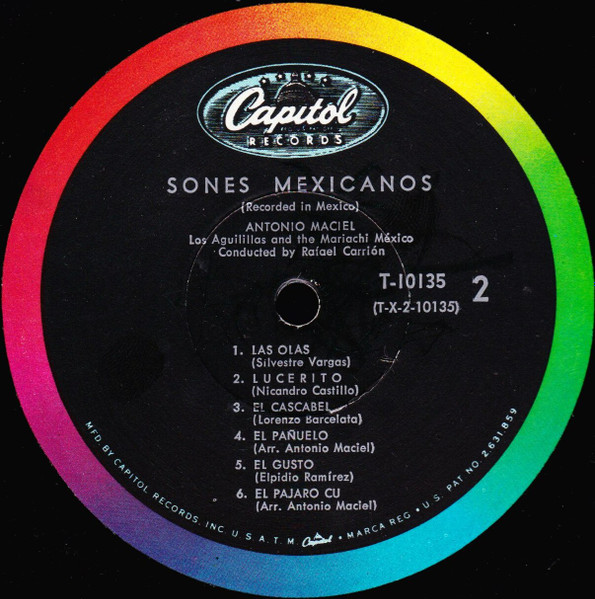 Capitol
RECORDS
SONES MEXICANOS
(Recorded in Mexico)
ANTONIO MACIEL
Los Aguilillas and the Mariachi México
Conducted by Rafael Carrión
T-10135
(T-X-2-10135)
2
1. LAS OLAS
(Silvestre Vargas)
2. LUCERITO
(Nicandro Castillo)
3. EL CASCABEL
(Lorenzo Barcelata)
4. EL PAÑUELO
(Arr. Antonio Maciel)
5. EL GUSTO
(Elpidio Ramírez)
6. EL PAJARO CU
(Arr. Antonio Maciel)
MFD. BY CAPITOL RECORDS, INC. U.S.A. T.M. Capitol • MARCA REG. • U.S. PAT. NO. 2,631,859